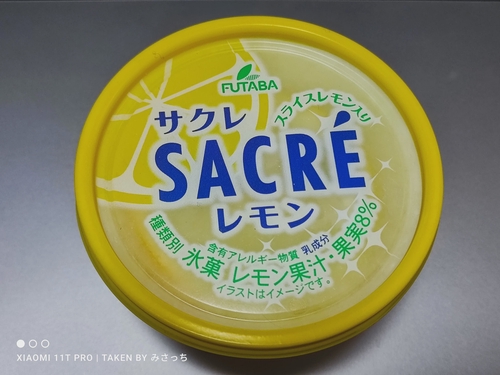 FUTABA
スライスレモン入り
サクレ
SACRÉ
レモン
種類別 氷菓 レモン果汁・果実8%
含有アレルギー物質 乳成分
イラストはイメージです。
XIAOMI 11T PRO | TAKEN BY みさっち